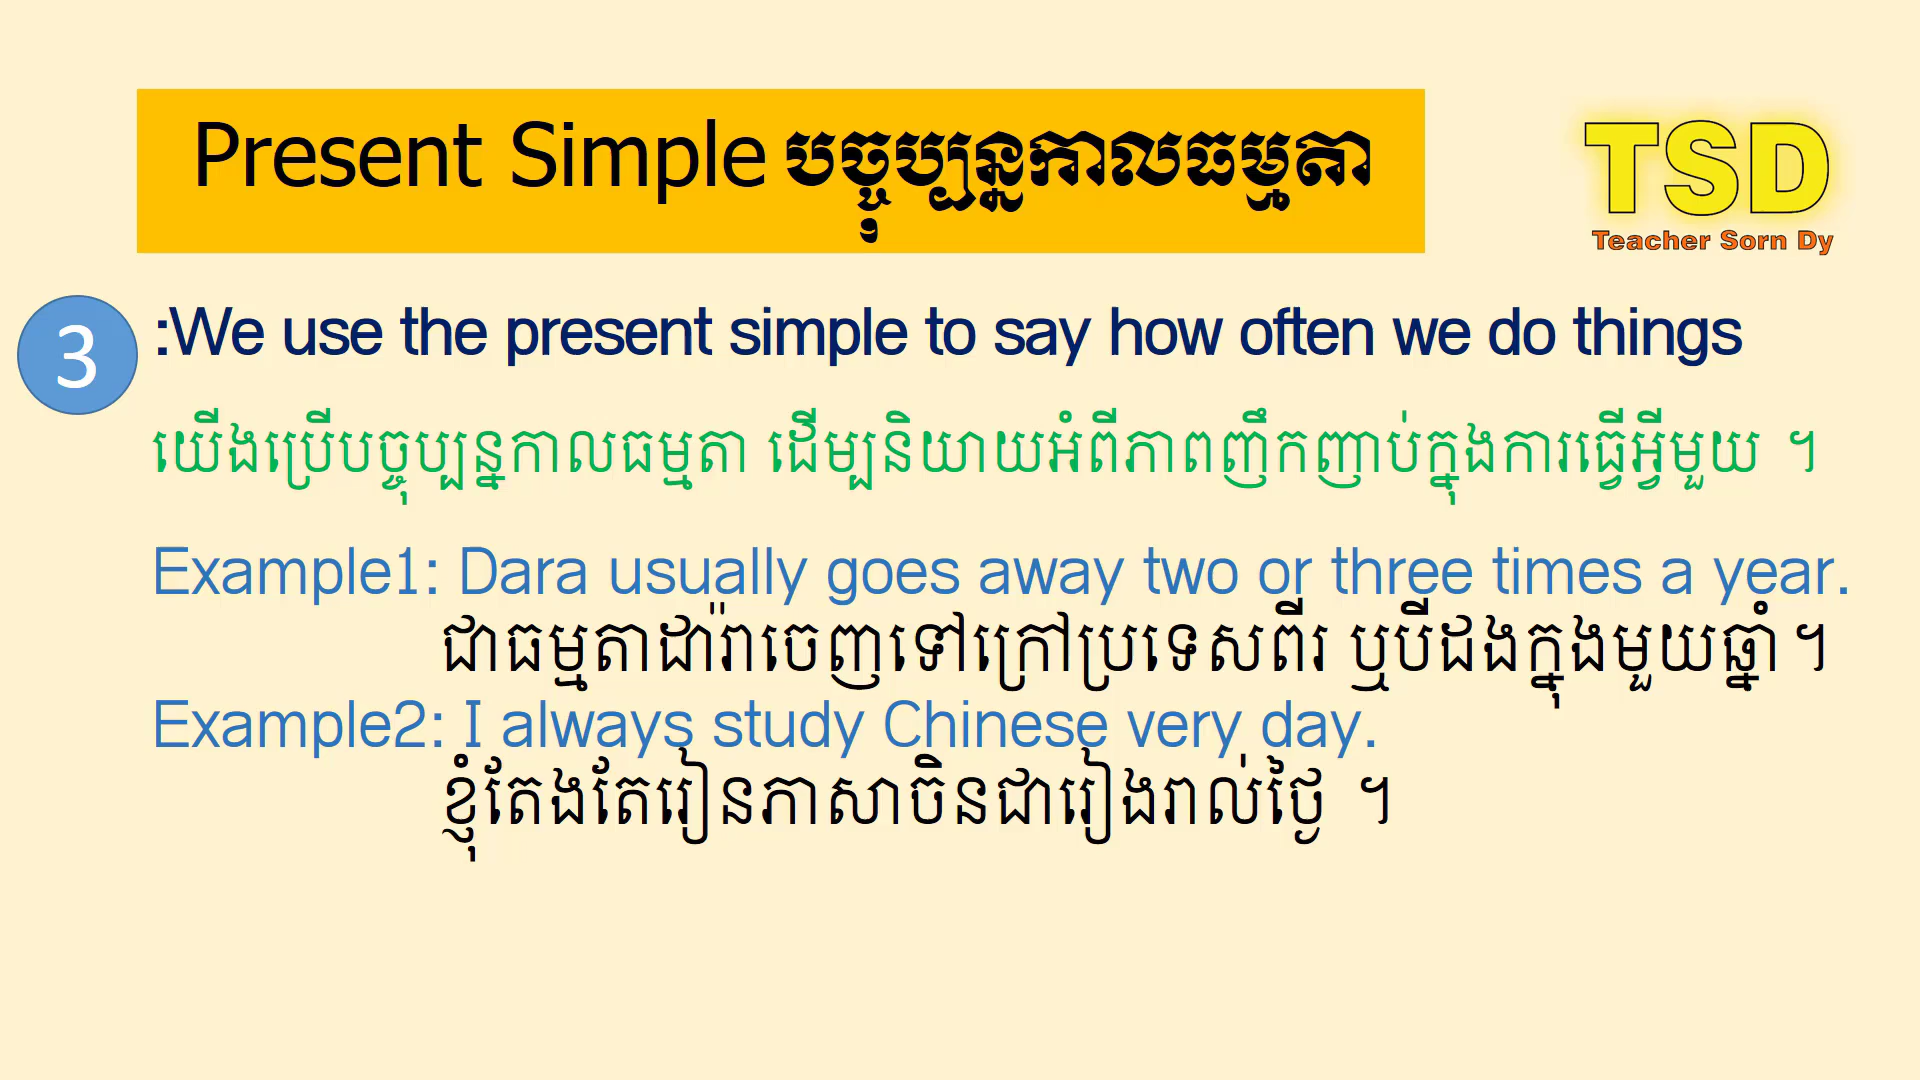 Present Simple បច្ចុប្បន្នកាលធម្មតា
TSD
Teacher Sorn Dy
3
:We use the present simple to say how often we do things
យើងប្រើបច្ចុប្បន្នកាលធម្មតា ដើម្បីនិយាយអំពីភាពញឹកញាប់ក្នុងការធ្វើអ្វីមួយ ។
Example1: Dara usually goes away two or three times a year.
ជាធម្មតាដារ៉ាចេញទៅក្រៅប្រទេសពីរ ឬបីដងក្នុងមួយឆ្នាំ។
Example2: I always study Chinese very day.
ខ្ញុំតែងតែរៀនភាសាចិនជារៀងរាល់ថ្ងៃ ។